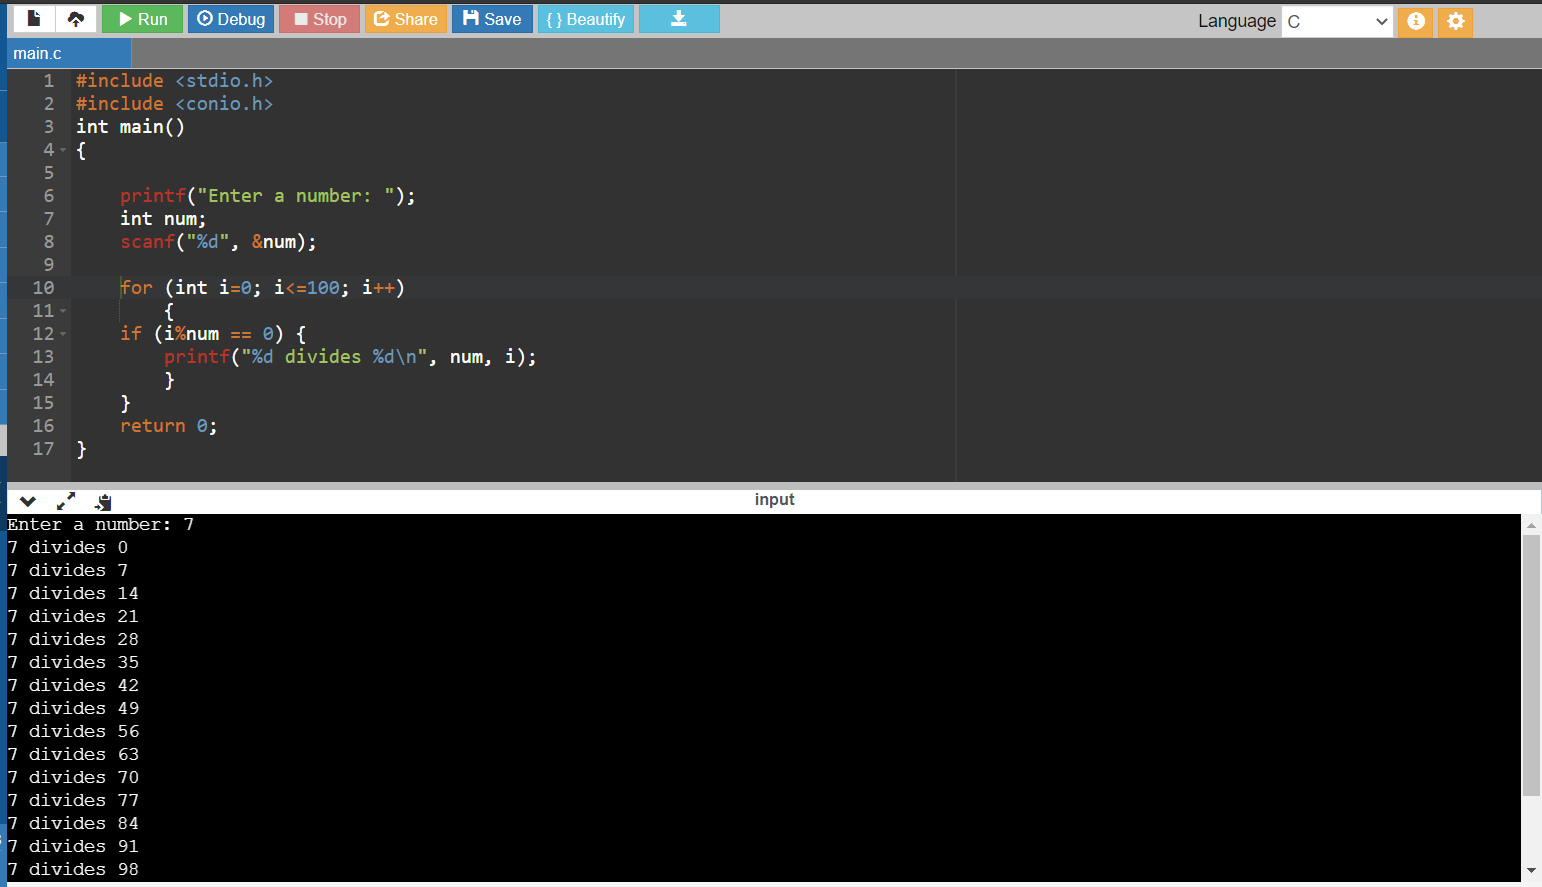 Run Debug Stop Share Save { } Beautify Language C
main.c
1 #include <stdio.h>
2 #include <conio.h>
3 int main()
4 {
5
6 printf("Enter a number: ");
7 int num;
8 scanf("%d", &num);
9
10 for (int i=0; i<=100; i++)
11 {
12 if (i%num == 0) {
13 printf("%d divides %d\n", num, i);
14 }
15 }
16 return 0;
17 }
input
Enter a number: 7
7 divides 0
7 divides 7
7 divides 14
7 divides 21
7 divides 28
7 divides 35
7 divides 42
7 divides 49
7 divides 56
7 divides 63
7 divides 70
7 divides 77
7 divides 84
7 divides 91
7 divides 98